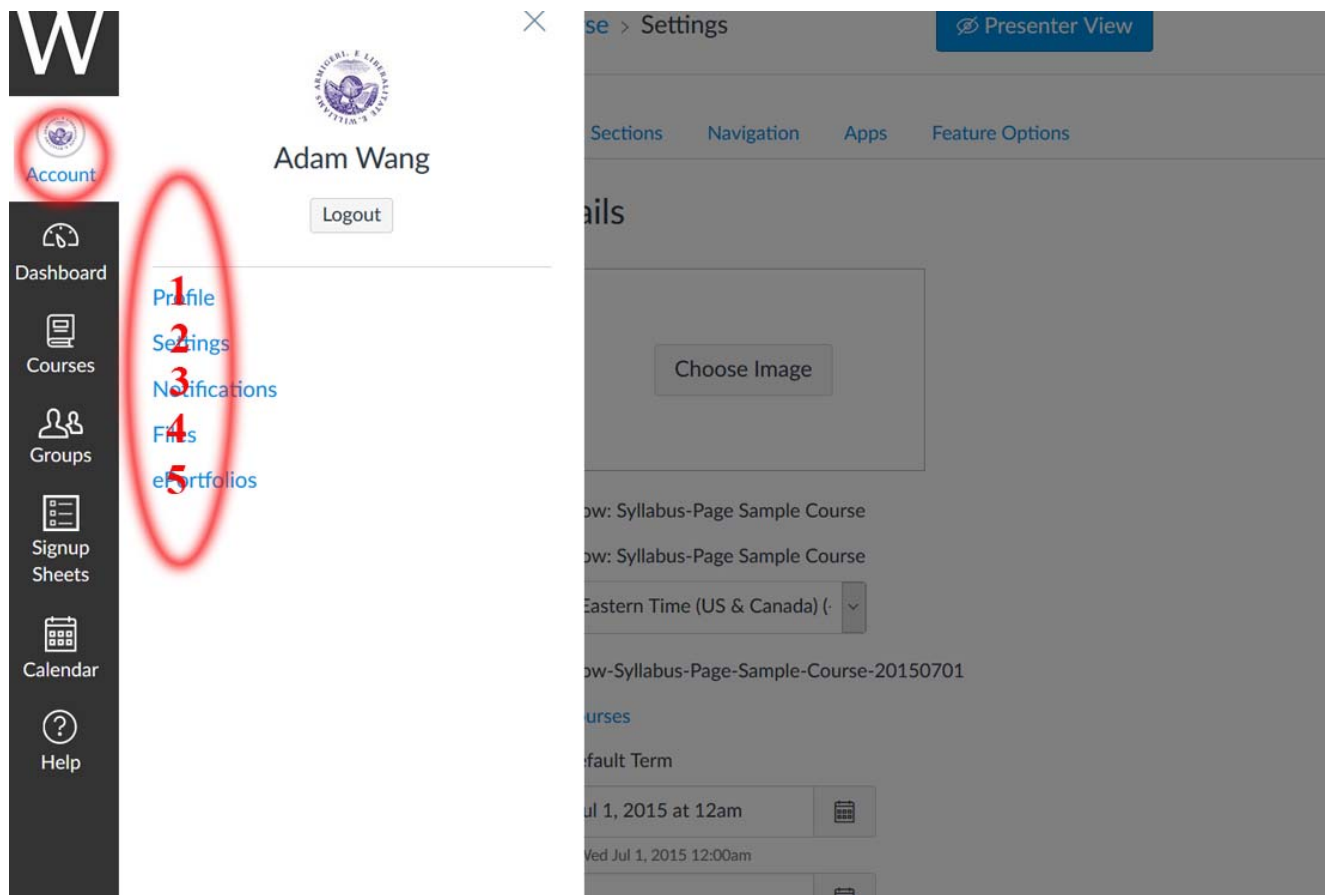 W
Account
Dashboard
Courses
Groups
Signup
Sheets
Calendar
Help
E LIBERALITATE E. WILLIAMS ARMIGERI.
Adam Wang
Logout
1 Profile
2 Settings
3 Notifications
4 Files
5 ePortfolios
se > Settings
Presenter View
Sections Navigation Apps Feature Options
ails
Choose Image
ow: Syllabus-Page Sample Course
ow: Syllabus-Page Sample Course
Eastern Time (US & Canada) (-
ow-Syllabus-Page-Sample-Course-20150701
urses
efault Term
ul 1, 2015 at 12am
Wed Jul 1, 2015 12:00am